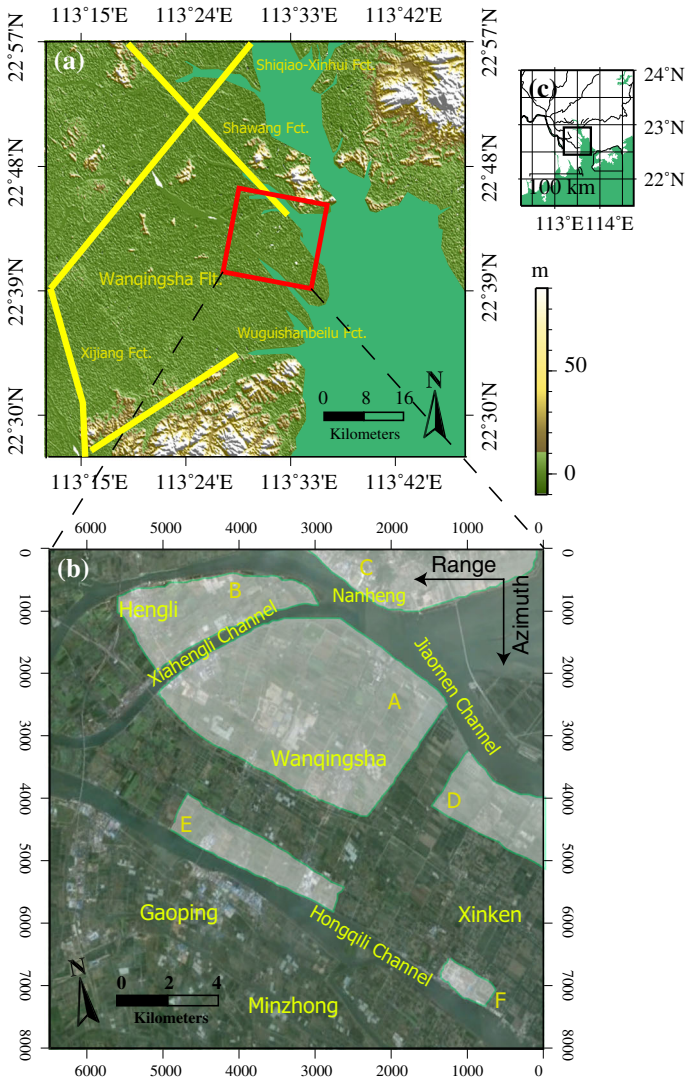 113°15'E 113°24'E 113°33'E 113°42'E
22°57'N
22°57'N
(a)
Shiqiao-Xinhui Fct.
Shawang Fct.
22°48'N
22°48'N
Wanqingsha Flt.
22°39'N
22°39'N
Wuguishanbeilu Fct.
Xijiang Fct.
N
0 8 16
Kilometers
22°30'N
22°30'N
113°15'E 113°24'E 113°33'E 113°42'E
(c)
24°N
23°N
22°N
100 km
113°E 114°E
m
50
0
6000 5000 4000 3000 2000 1000 0
(b)
0
1000
2000
3000
4000
5000
6000
7000
8000
0
1000
2000
3000
4000
5000
6000
7000
8000
C
Range
Azimuth
B
Nanheng
Hengli
Xiahengli Channel
Jiaomen Channel
A
Wanqingsha
D
E
Gaoping
Xinken
Hongqili Channel
N
0 2 4
Kilometers
Minzhong
F
6000 5000 4000 3000 2000 1000 0